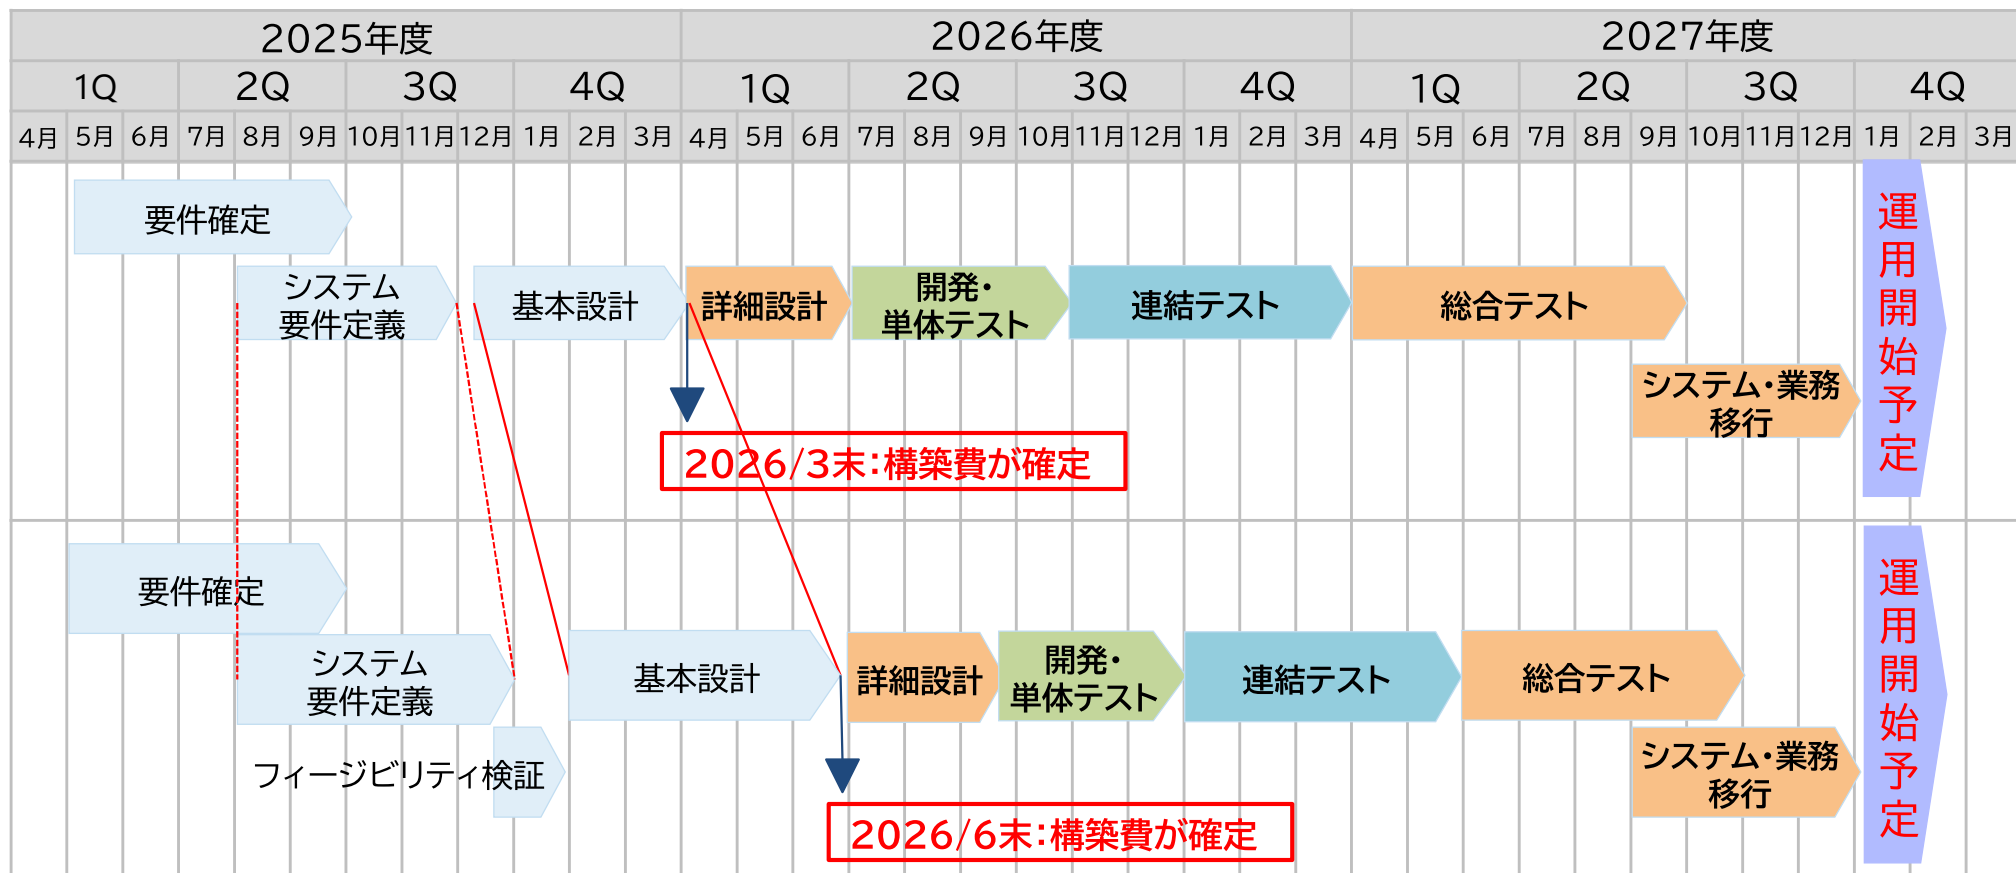 2025年度 2026年度 2027年度
1Q 2Q 3Q 4Q 1Q 2Q 3Q 4Q 1Q 2Q 3Q 4Q
4月 5月 6月 7月 8月 9月 10月 11月 12月 1月 2月 3月 4月 5月 6月 7月 8月 9月 10月 11月 12月 1月 2月 3月 4月 5月 6月 7月 8月 9月 10月 11月 12月 1月 2月 3月
要件確定
システム
要件定義
基本設計
詳細設計
開発・
単体テスト
連結テスト
総合テスト
システム・業務
移行
運用開始予定
2026/3末：構築費が確定
要件確定
システム
要件定義
フィージビリティ検証
基本設計
詳細設計
開発・
単体テスト
連結テスト
総合テスト
システム・業務
移行
運用開始予定
2026/6末：構築費が確定